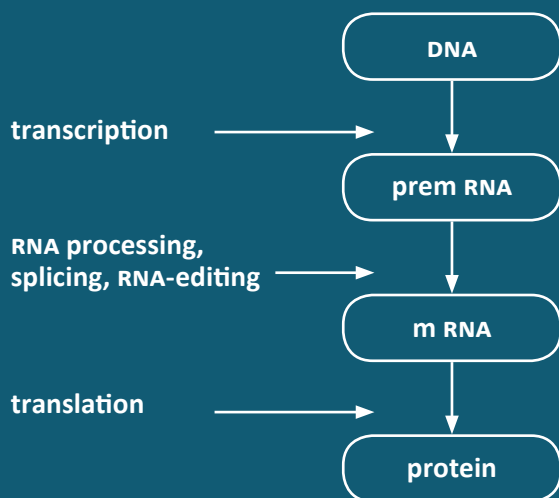 DNA
transcription
prem RNA
RNA processing,
splicing, RNA-editing
m RNA
translation
protein